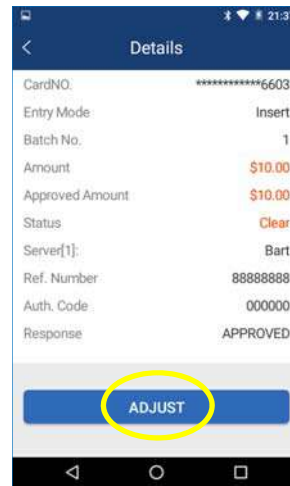 21:3
Details
CardNO. ************6603
Entry Mode Insert
Batch No. 1
Amount $10.00
Approved Amount $10.00
Status Clear
Server[1]: Bart
Ref. Number 88888888
Auth. Code 000000
Response APPROVED
ADJUST